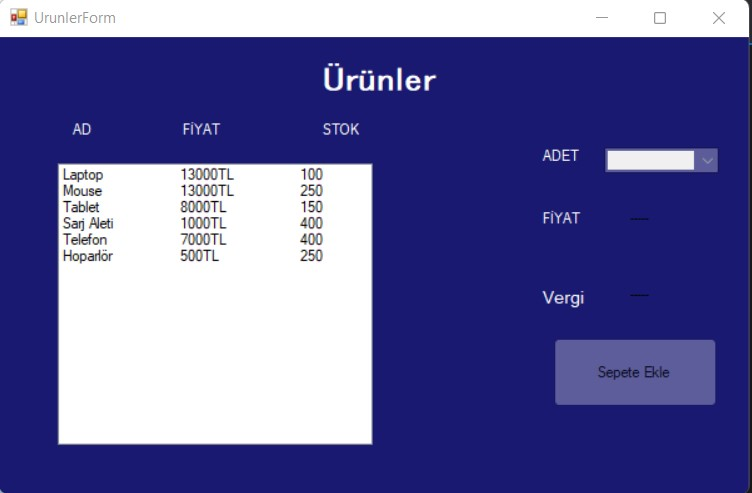 UrunlerForm
Ürünler
AD FİYAT STOK
Laptop 13000TL 100
Mouse 13000TL 250
Tablet 8000TL 150
Sarj Aleti 1000TL 400
Telefon 7000TL 400
Hoparlör 500TL 250
ADET
FİYAT —
Vergi —
Sepete Ekle